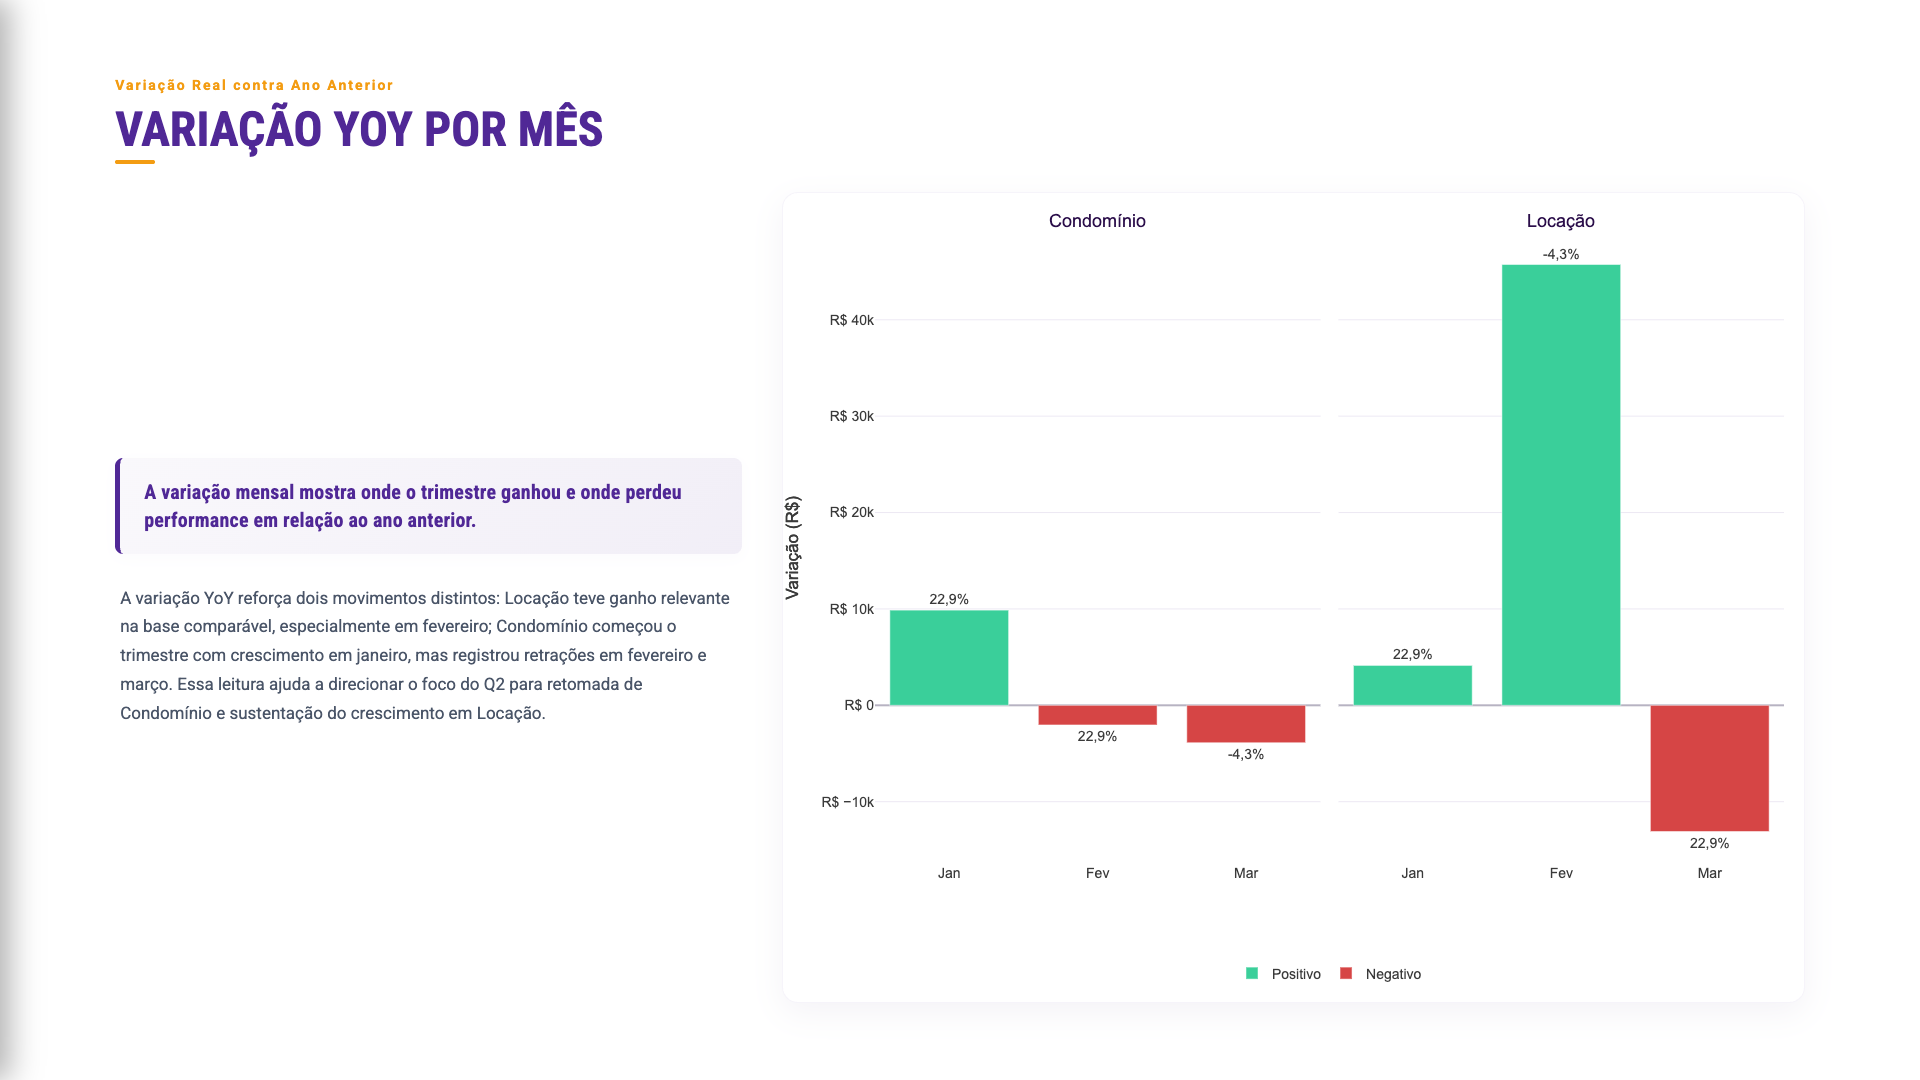 Variação Real contra Ano Anterior
VARIAÇÃO YOY POR MÊS
A variação mensal mostra onde o trimestre ganhou e onde perdeu
performance em relação ao ano anterior.
A variação YoY reforça dois movimentos distintos: Locação teve ganho relevante
na base comparável, especialmente em fevereiro; Condomínio começou o
trimestre com crescimento em janeiro, mas registrou retrações em fevereiro e
março. Essa leitura ajuda a direcionar o foco do Q2 para retomada de
Condomínio e sustentação do crescimento em Locação.
Condomínio
Locação
Variação (R$)
R$ 40k
R$ 30k
R$ 20k
R$ 10k
R$ 0
R$ −10k
22,9%
22,9%
-4,3%
22,9%
-4,3%
22,9%
Jan
Fev
Mar
Jan
Fev
Mar
Positivo
Negativo